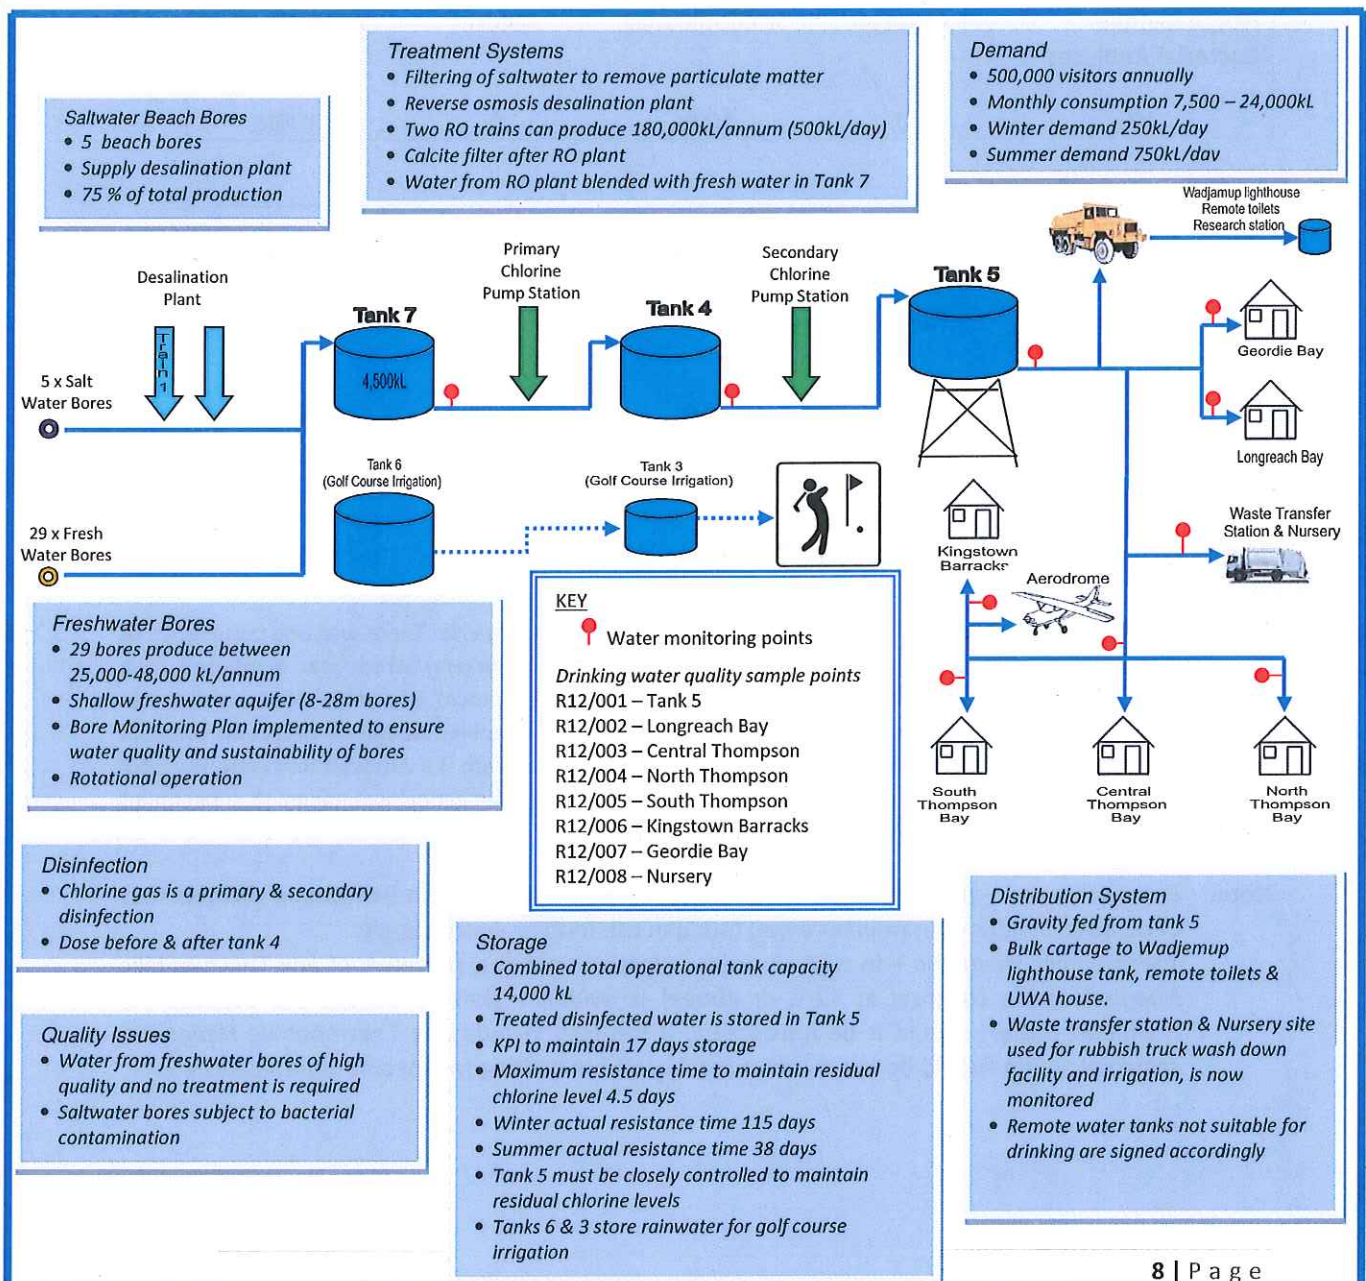 Treatment Systems
• Filtering of saltwater to remove particulate matter
• Reverse osmosis desalination plant
• Two RO trains can produce 180,000kL/annum (500kL/day)
• Calcite filter after RO plant
• Water from RO plant blended with fresh water in Tank 7
Demand
• 500,000 visitors annually
• Monthly consumption 7,500 – 24,000kL
• Winter demand 250kL/day
• Summer demand 750kL/day
Saltwater Beach Bores
• 5 beach bores
• Supply desalination plant
• 75 % of total production
Wadjamup lighthouse
Remote toilets
Research station
Desalination
Plant
Primary
Chlorine
Pump Station
Secondary
Chlorine
Pump Station
Tank 7
Tank 4
Tank 5
Train 1
4,500kL
5 x Salt
Water Bores
Geordie Bay
Longreach Bay
Tank 6
(Golf Course Irrigation)
Tank 3
(Golf Course Irrigation)
29 x Fresh
Water Bores
Kingstown
Barracks
Waste Transfer
Station & Nursery
Aerodrome
Freshwater Bores
• 29 bores produce between
25,000-48,000 kL/annum
• Shallow freshwater aquifer (8-28m bores)
• Bore Monitoring Plan implemented to ensure
water quality and sustainability of bores
• Rotational operation
KEY
Water monitoring points
Drinking water quality sample points
R12/001 – Tank 5
R12/002 – Longreach Bay
R12/003 – Central Thompson
R12/004 – North Thompson
R12/005 – South Thompson
R12/006 – Kingstown Barracks
R12/007 – Geordie Bay
R12/008 – Nursery
South
Thompson
Bay
Central
Thompson
Bay
North
Thompson
Bay
Disinfection
• Chlorine gas is a primary & secondary
disinfection
• Dose before & after tank 4
Quality Issues
• Water from freshwater bores of high
quality and no treatment is required
• Saltwater bores subject to bacterial
contamination
Storage
• Combined total operational tank capacity
14,000 kL
• Treated disinfected water is stored in Tank 5
• KPI to maintain 17 days storage
• Maximum resistance time to maintain residual
chlorine level 4.5 days
• Winter actual resistance time 115 days
• Summer actual resistance time 38 days
• Tank 5 must be closely controlled to maintain
residual chlorine levels
• Tanks 6 & 3 store rainwater for golf course
irrigation
Distribution System
• Gravity fed from tank 5
• Bulk cartage to Wadjemup
lighthouse tank, remote toilets &
UWA house.
• Waste transfer station & Nursery site
used for rubbish truck wash down
facility and irrigation, is now
monitored
• Remote water tanks not suitable for
drinking are signed accordingly
8 | Page